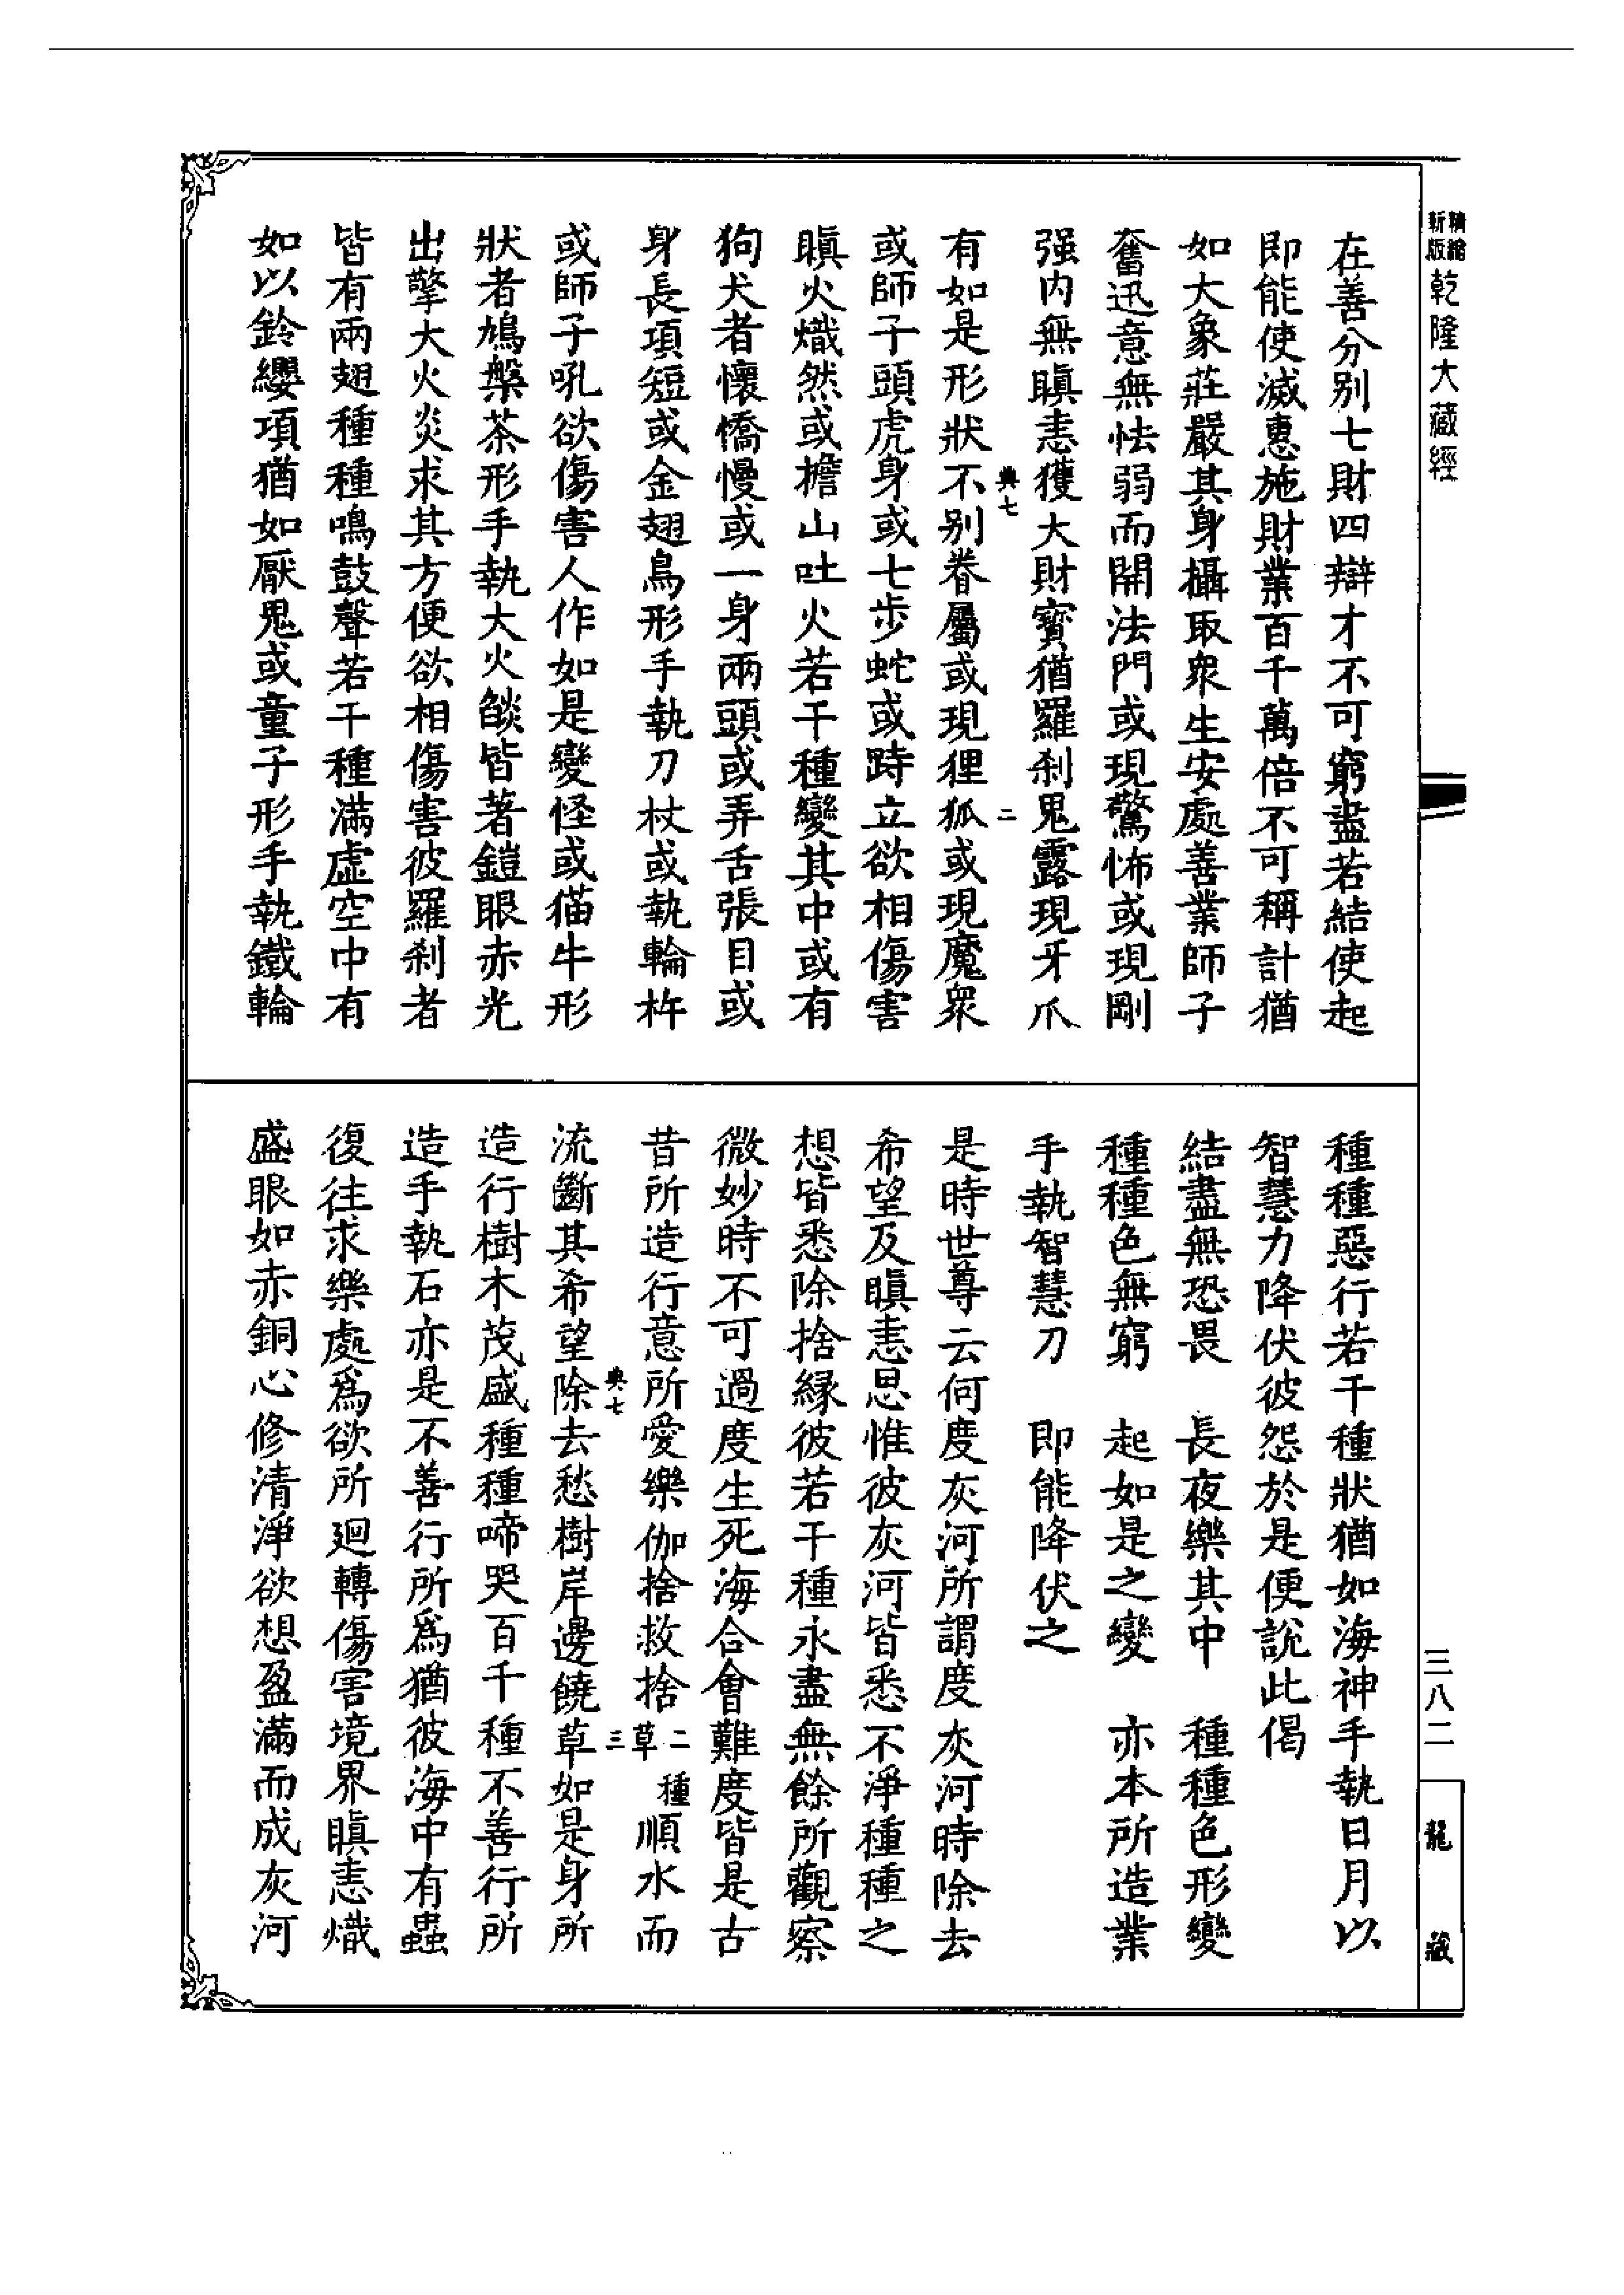 精繪新版乾隆大藏經
三八二
龍藏
在善分别七財四辯才不可窮盡若結使起
即能使滅惠施財業百千萬倍不可稱計猶
如大象莊嚴其身攝取衆生安處善業師子
奮迅意無怯弱而開法門或現驚怖或現剛
强内無瞋恚獲大財寶猶羅刹鬼露現牙爪
典七 二
有如是形狀不别眷屬或現狸狐或現魔衆
或師子頭虎身或七步蛇或跱立欲相傷害
瞋火熾然或擔山吐火若干種變其中或有
狗犬者懷憍慢或一身兩頭或弄舌張目或
身長項短或金翅鳥形手執刀杖或執輪杵
或師子吼欲傷害人作如是變怪或猫牛形
狀者鳩槃茶形手執大火燄皆著鎧眼赤光
出擎大火炎求其方便欲相傷害彼羅刹者
皆有兩翅種種鳴鼓聲若干種滿虛空中有
如以鈴纓項猶如厭鬼或童子形手執鐵輪
種種惡行若干種狀猶如海神手執日月以
智慧力降伏彼怨於是便說此偈
結盡無恐畏 長夜樂其中 種種色形變
種種色無窮 起如是之變 亦本所造業
手執智慧刀 即能降伏之
是時世尊云何度灰河所謂度灰河時除去
希望及瞋恚思惟彼灰河皆悉不淨種種之
想皆悉除捨縁彼若干種永盡無餘所觀察
微妙時不可過度生死海合會難度皆是古
昔所造行意所愛樂伽捨救捨二種草順水而
典七 三
流斷其希望除去愁樹岸邊饒草如是身所
造行樹木茂盛種種啼哭百千種不善行所
造手執石亦是不善行所爲猶彼海中有蟲
復往求樂處爲欲所迴轉傷害境界瞋恚熾
盛眼如赤銅心修清淨欲想盈滿而成灰河